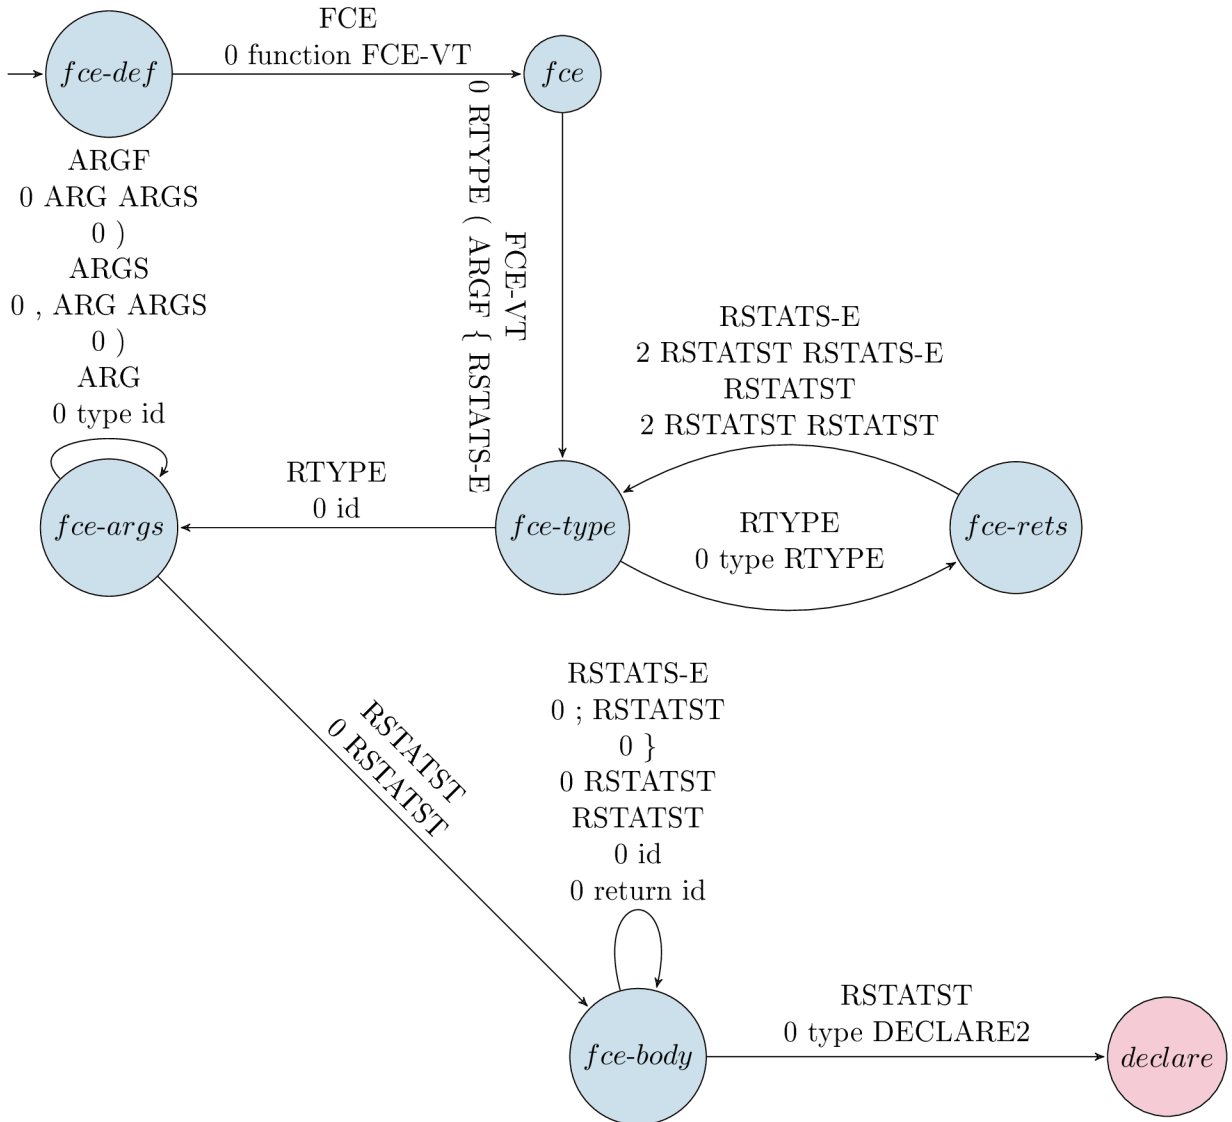 FCE
0 function FCE-VT
fce-def
fce
ARGF
0 ARG ARGS
0 )
ARGS
0 , ARG ARGS
0 )
ARG
0 type id
FCE-VT
0 RTYPE ( ARGF { RSTATS-E
RSTATS-E
2 RSTATST RSTATS-E
RSTATST
2 RSTATST RSTATST
RTYPE
0 id
RTYPE
0 type RTYPE
fce-args
fce-type
fce-rets
RSTATST
0 RSTATST
RSTATS-E
0 ; RSTATST
0 }
0 RSTATST
RSTATST
0 id
0 return id
RSTATST
0 type DECLARE2
fce-body
declare